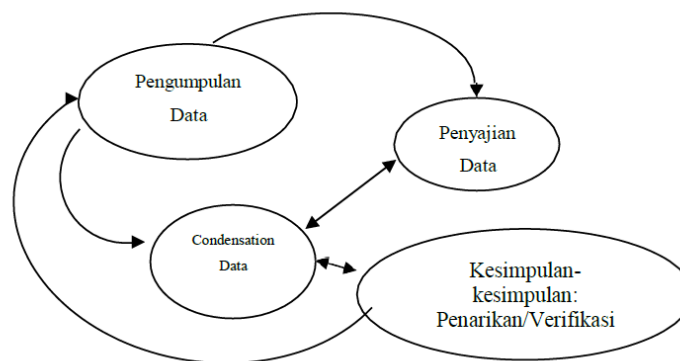 Pengumpulan
Data
Penyajian
Data
Condensation
Data
Kesimpulan-
kesimpulan:
Penarikan/Verifikasi